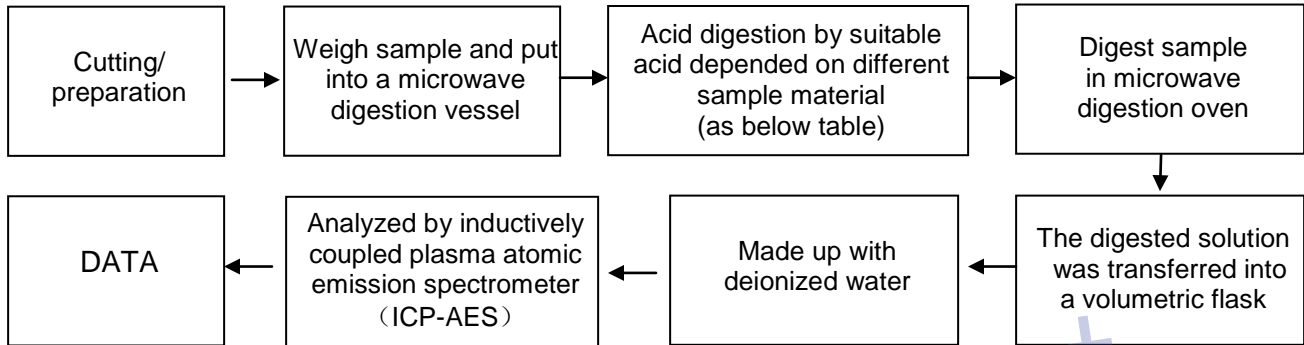 Cutting/
preparation
Weigh sample and put
into a microwave
digestion vessel
Acid digestion by suitable
acid depended on different
sample material
(as below table)
Digest sample
in microwave
digestion oven
The digested solution
was transferred into
a volumetric flask
Made up with
deionized water
Analyzed by inductively
coupled plasma atomic
emission spectrometer
（ICP-AES）
DATA